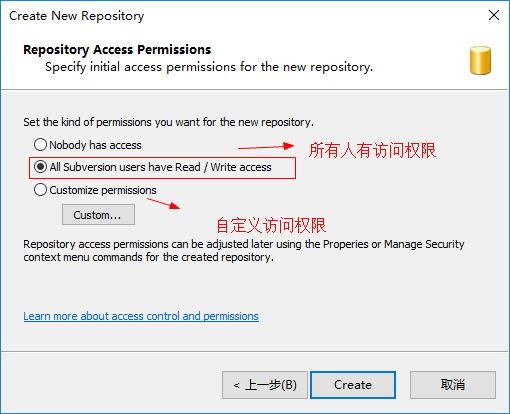 Create New Repository
Repository Access Permissions
Specify initial access permissions for the new repository.
Set the kind of permissions you want for the new repository.
Nobody has access
所有人有访问权限
All Subversion users have Read / Write access
Customize permissions
Custom...
自定义访问权限
Repository access permissions can be adjusted later using the Properies or Manage Security
context menu commands for the created repository.
Learn more about access control and permissions
< 上一步(B)
Create
取消